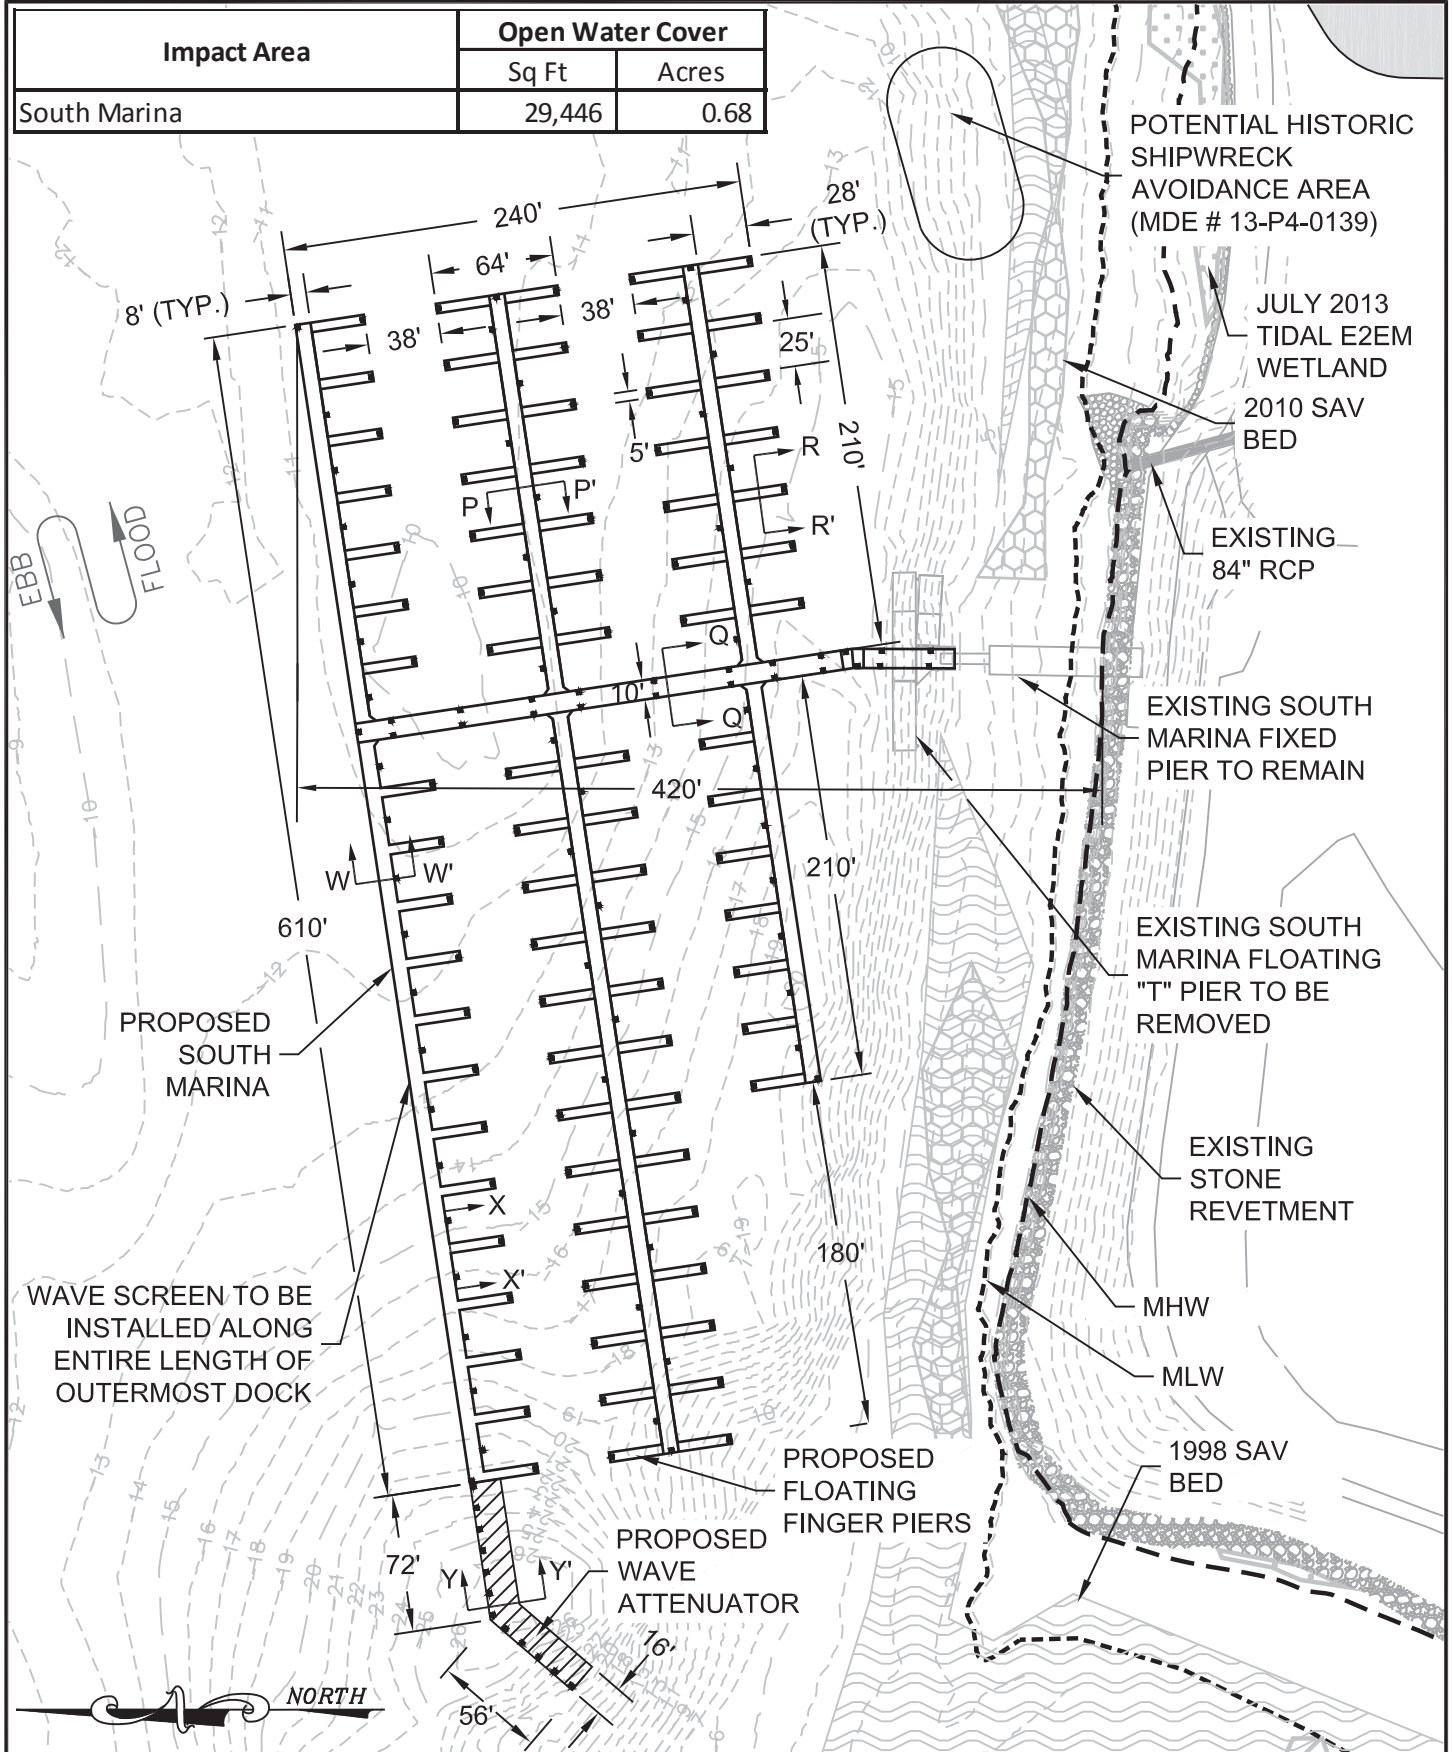 Impact Area
Open Water Cover
Sq Ft
Acres
South Marina
29,446
0.68
POTENTIAL HISTORIC
SHIPWRECK
AVOIDANCE AREA
(MDE # 13-P4-0139)
240'
28'
(TYP.)
64'
8' (TYP.)
38'
38'
25'
5'
210'
JULY 2013
TIDAL E2EM
WETLAND
2010 SAV
BED
R
R'
P
P'
EBB
FLOOD
EXISTING
84" RCP
Q
Q'
10'
EXISTING SOUTH
MARINA FIXED
PIER TO REMAIN
420'
W
W'
210'
610'
EXISTING SOUTH
MARINA FLOATING
"T" PIER TO BE
REMOVED
PROPOSED
SOUTH
MARINA
EXISTING
STONE
REVETMENT
X
X'
180'
WAVE SCREEN TO BE
INSTALLED ALONG
ENTIRE LENGTH OF
OUTERMOST DOCK
MHW
MLW
PROPOSED
FLOATING
FINGER PIERS
1998 SAV
BED
PROPOSED
WAVE
ATTENUATOR
72'
Y
Y'
16'
56'
NORTH